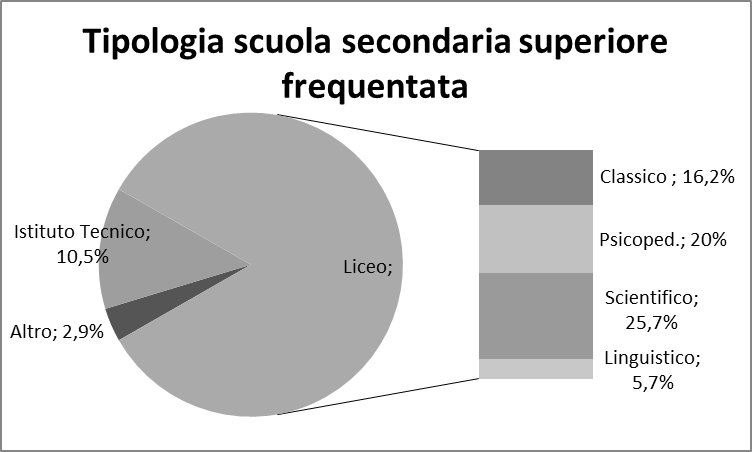 Tipologia scuola secondaria superiore
frequentata
Istituto Tecnico;
10,5%
Altro; 2,9%
Liceo;
Classico ; 16,2%
Psicoped.; 20%
Scientifico;
25,7%
Linguistico;
5,7%